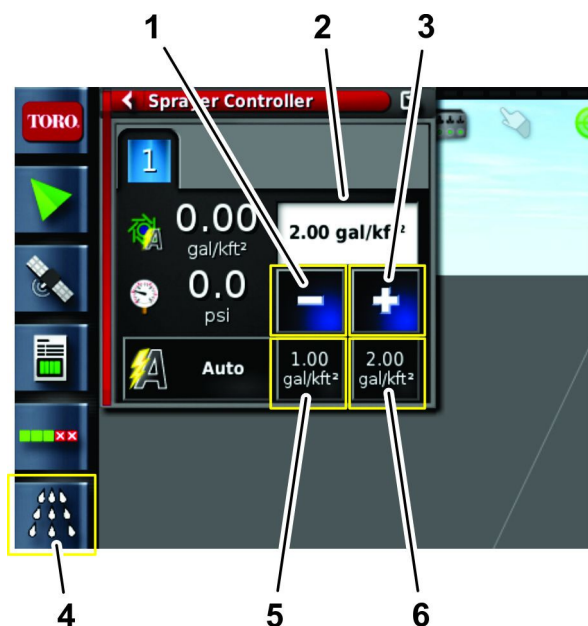 1
2
3
TORO.
Sprayer Controller
1
0.00
gal/kft²
2.00 gal/kft²
0.0
psi
A
Auto
1.00
gal/kft²
2.00
gal/kft²
4
5
6